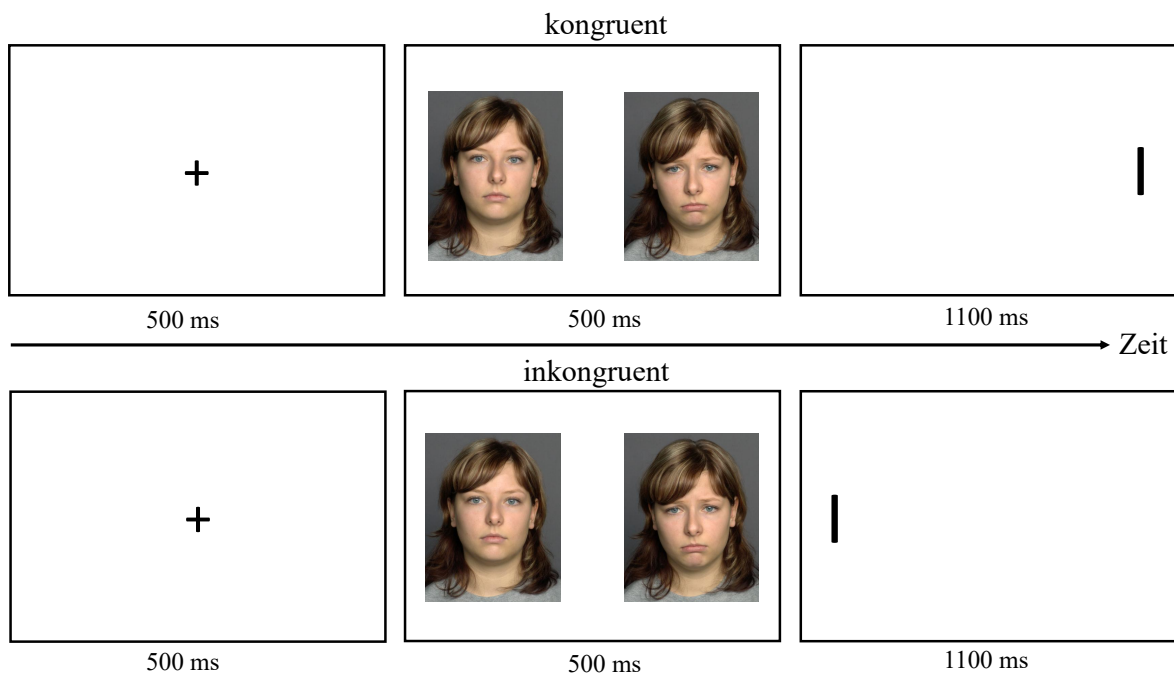 kongruent
500 ms 500 ms 1100 ms
Zeit
inkongruent
500 ms 500 ms 1100 ms